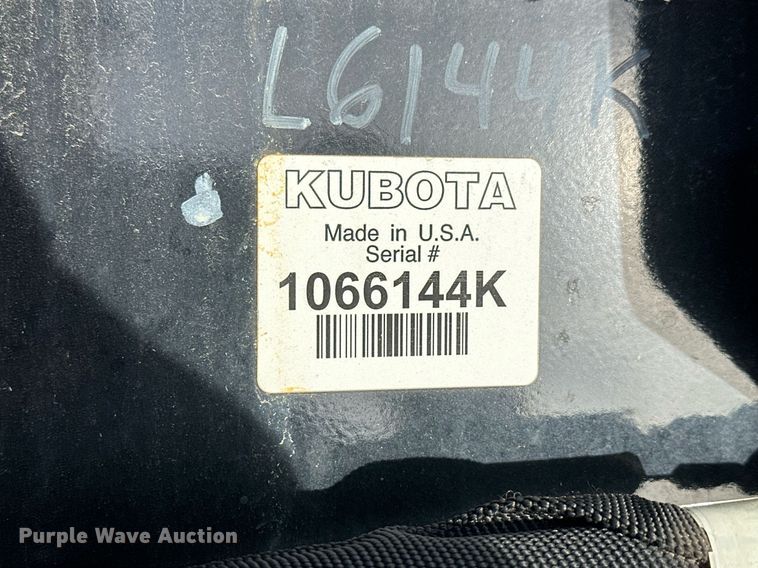 L6144K
KUBOTA
Made in U.S.A.
Serial #
1066144K
Purple Wave Auction